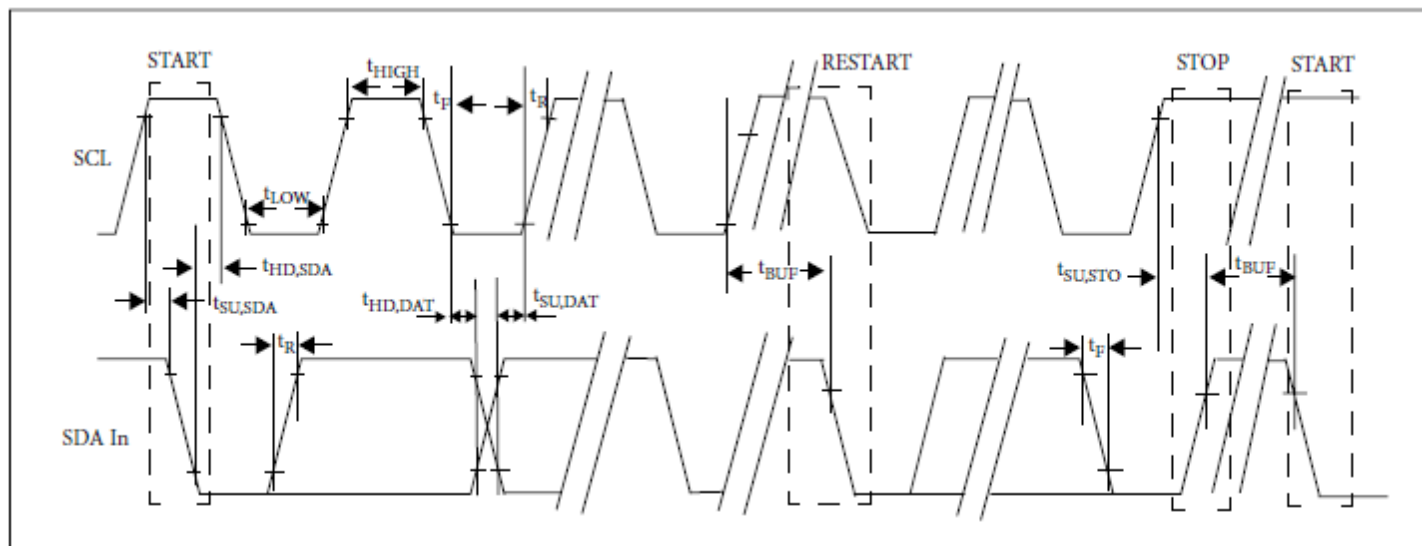 START
RESTART
STOP
START
tHIGH
tF
tR
SCL
tLOW
tHD,SDA
tBUF
tSU,STO
tBUF
tSU,SDA
tHD,DAT
tSU,DAT
tR
tF
SDA In